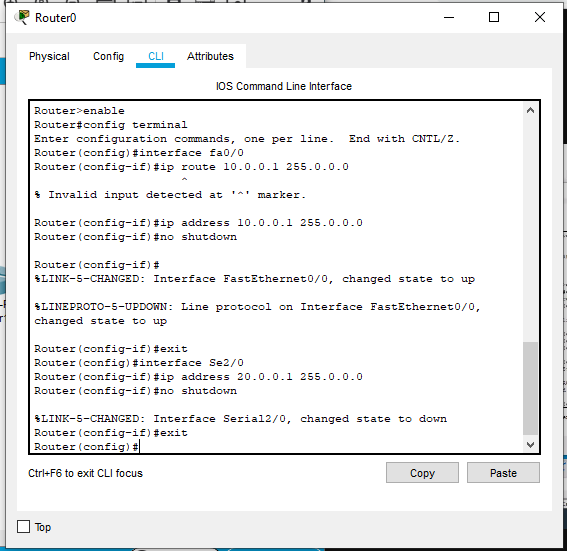 Router0
Physical Config CLI Attributes
IOS Command Line Interface
Router>enable
Router#config terminal
Enter configuration commands, one per line.  End with CNTL/Z.
Router(config)#interface fa0/0
Router(config-if)#ip route 10.0.0.1 255.0.0.0
^
% Invalid input detected at '^' marker.
Router(config-if)#ip address 10.0.0.1 255.0.0.0
Router(config-if)#no shutdown
Router(config-if)#
%LINK-5-CHANGED: Interface FastEthernet0/0, changed state to up
%LINEPROTO-5-UPDOWN: Line protocol on Interface FastEthernet0/0,
changed state to up
Router(config-if)#exit
Router(config)#interface Se2/0
Router(config-if)#ip address 20.0.0.1 255.0.0.0
Router(config-if)#no shutdown
%LINK-5-CHANGED: Interface Serial2/0, changed state to down
Router(config-if)#exit
Router(config)#
Ctrl+F6 to exit CLI focus
Copy Paste
Top